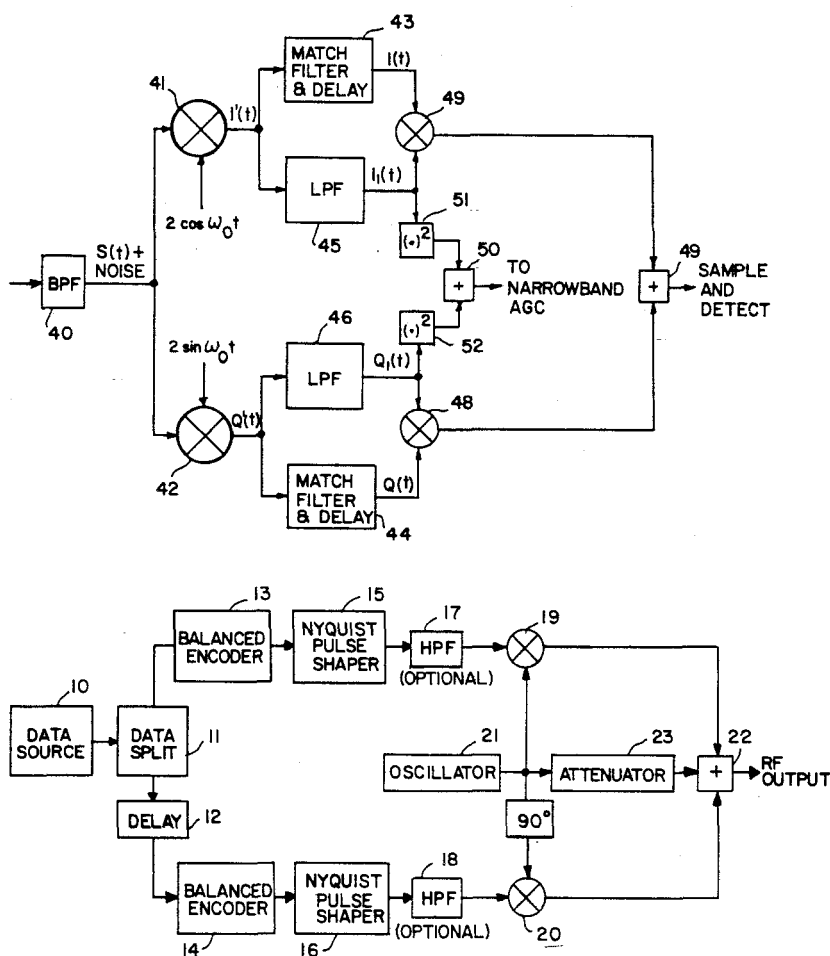 43
MATCH
FILTER
& DELAY
I(t)
41
I'(t)
49
LPF
I₁(t)
51
45
2 cos ω₀t
(•)²
50
S(t) +
NOISE
+
TO
NARROWBAND
AGC
49
+
SAMPLE
AND
DETECT
BPF
40
46
(•)²
52
2 sin ω₀t
LPF
Q₁(t)
48
Q'(t)
42
MATCH
FILTER
& DELAY
Q(t)
44
13
15
17
19
BALANCED
ENCODER
NYQUIST
PULSE
SHAPER
HPF
(OPTIONAL)
10
DATA
SOURCE
DATA
SPLIT
11
21
OSCILLATOR
23
ATTENUATOR
22
+
RF
OUTPUT
DELAY
12
90°
18
BALANCED
ENCODER
NYQUIST
PULSE
SHAPER
HPF
(OPTIONAL)
14
16
20